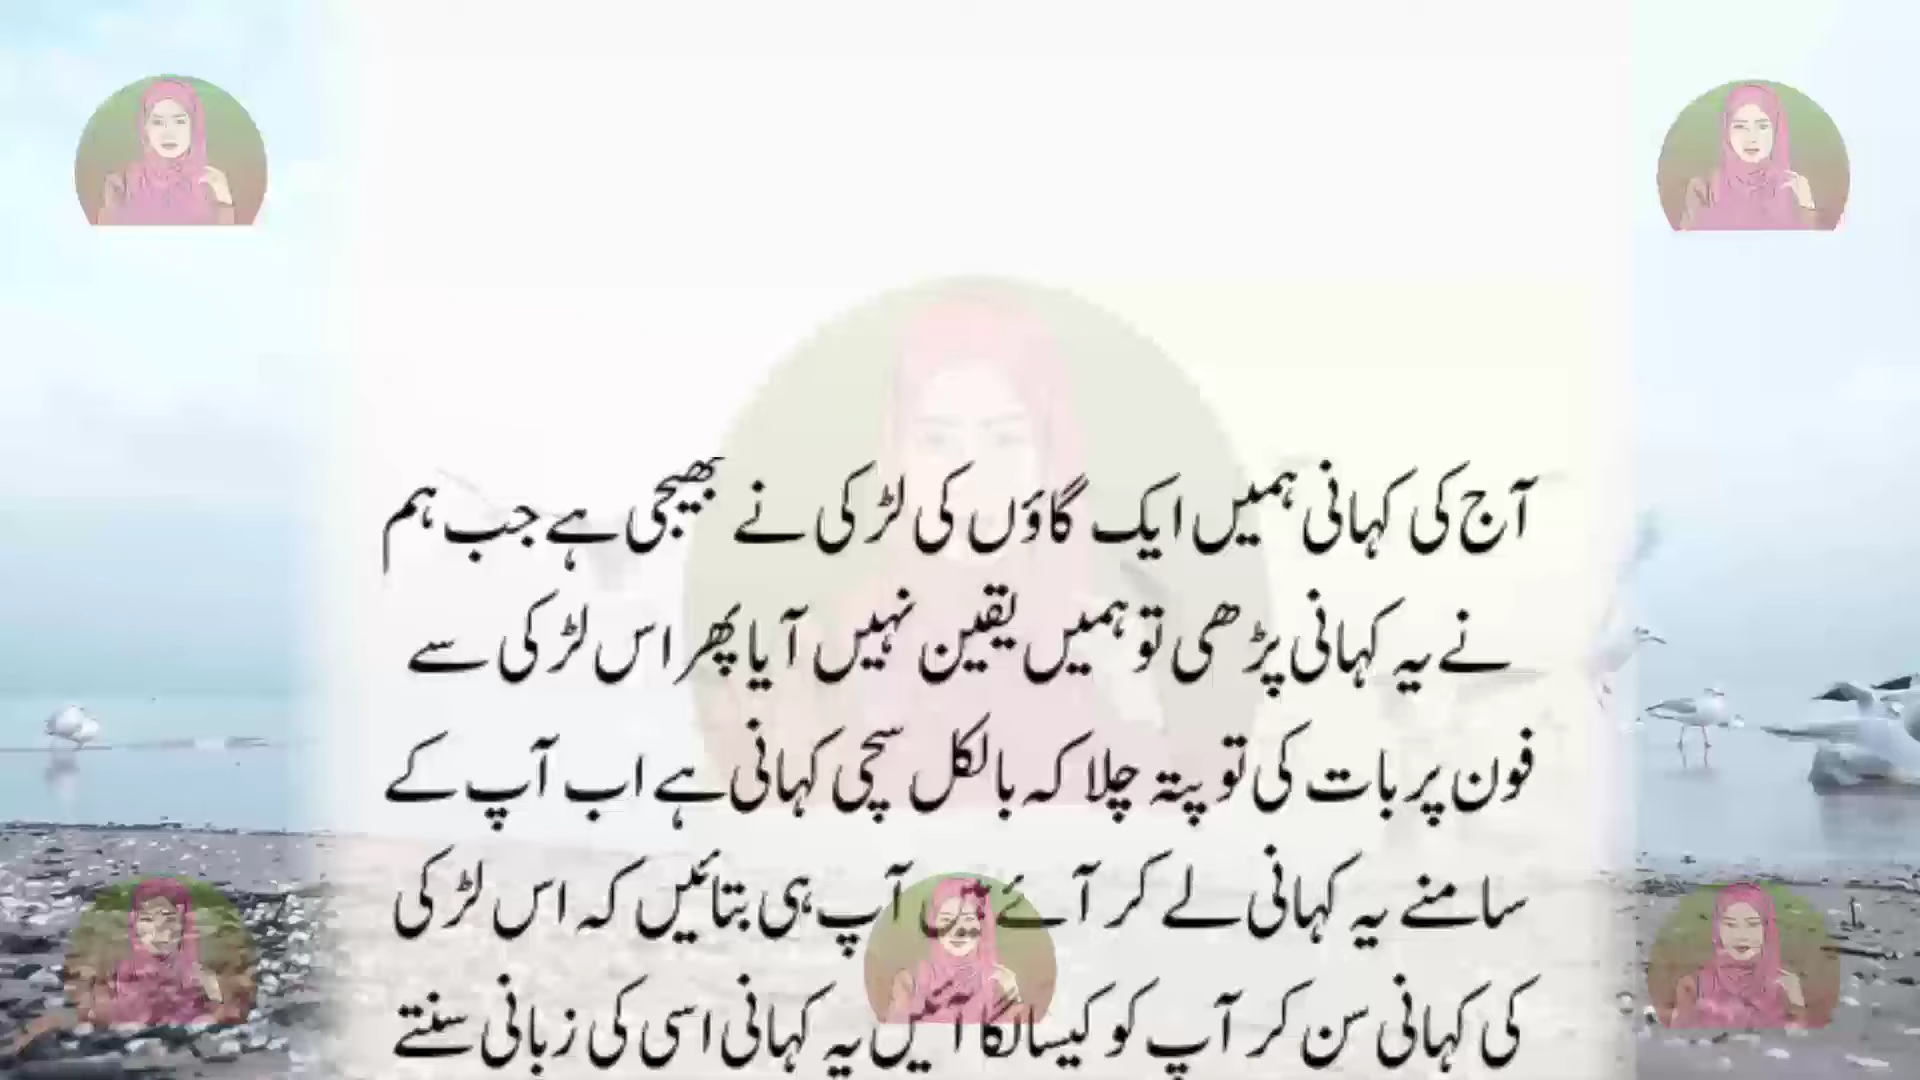 آج کی کہانی ہمیں ایک گاؤں کی لڑکی نے بھیجی ہے جب ہم
نے یہ کہانی پڑھی تو ہمیں یقین نہیں آیا پھر اس لڑکی سے
فون پر بات کی تو پتہ چلا کہ بالکل سچی کہانی ہے اب آپ کے
سامنے یہ کہانی لے کر آئے ہیں آپ ہی بتائیں کہ اس لڑکی
کی کہانی سن کر آپ کو کیسا لگا آئیں یہ کہانی اسی کی زبانی سنتے